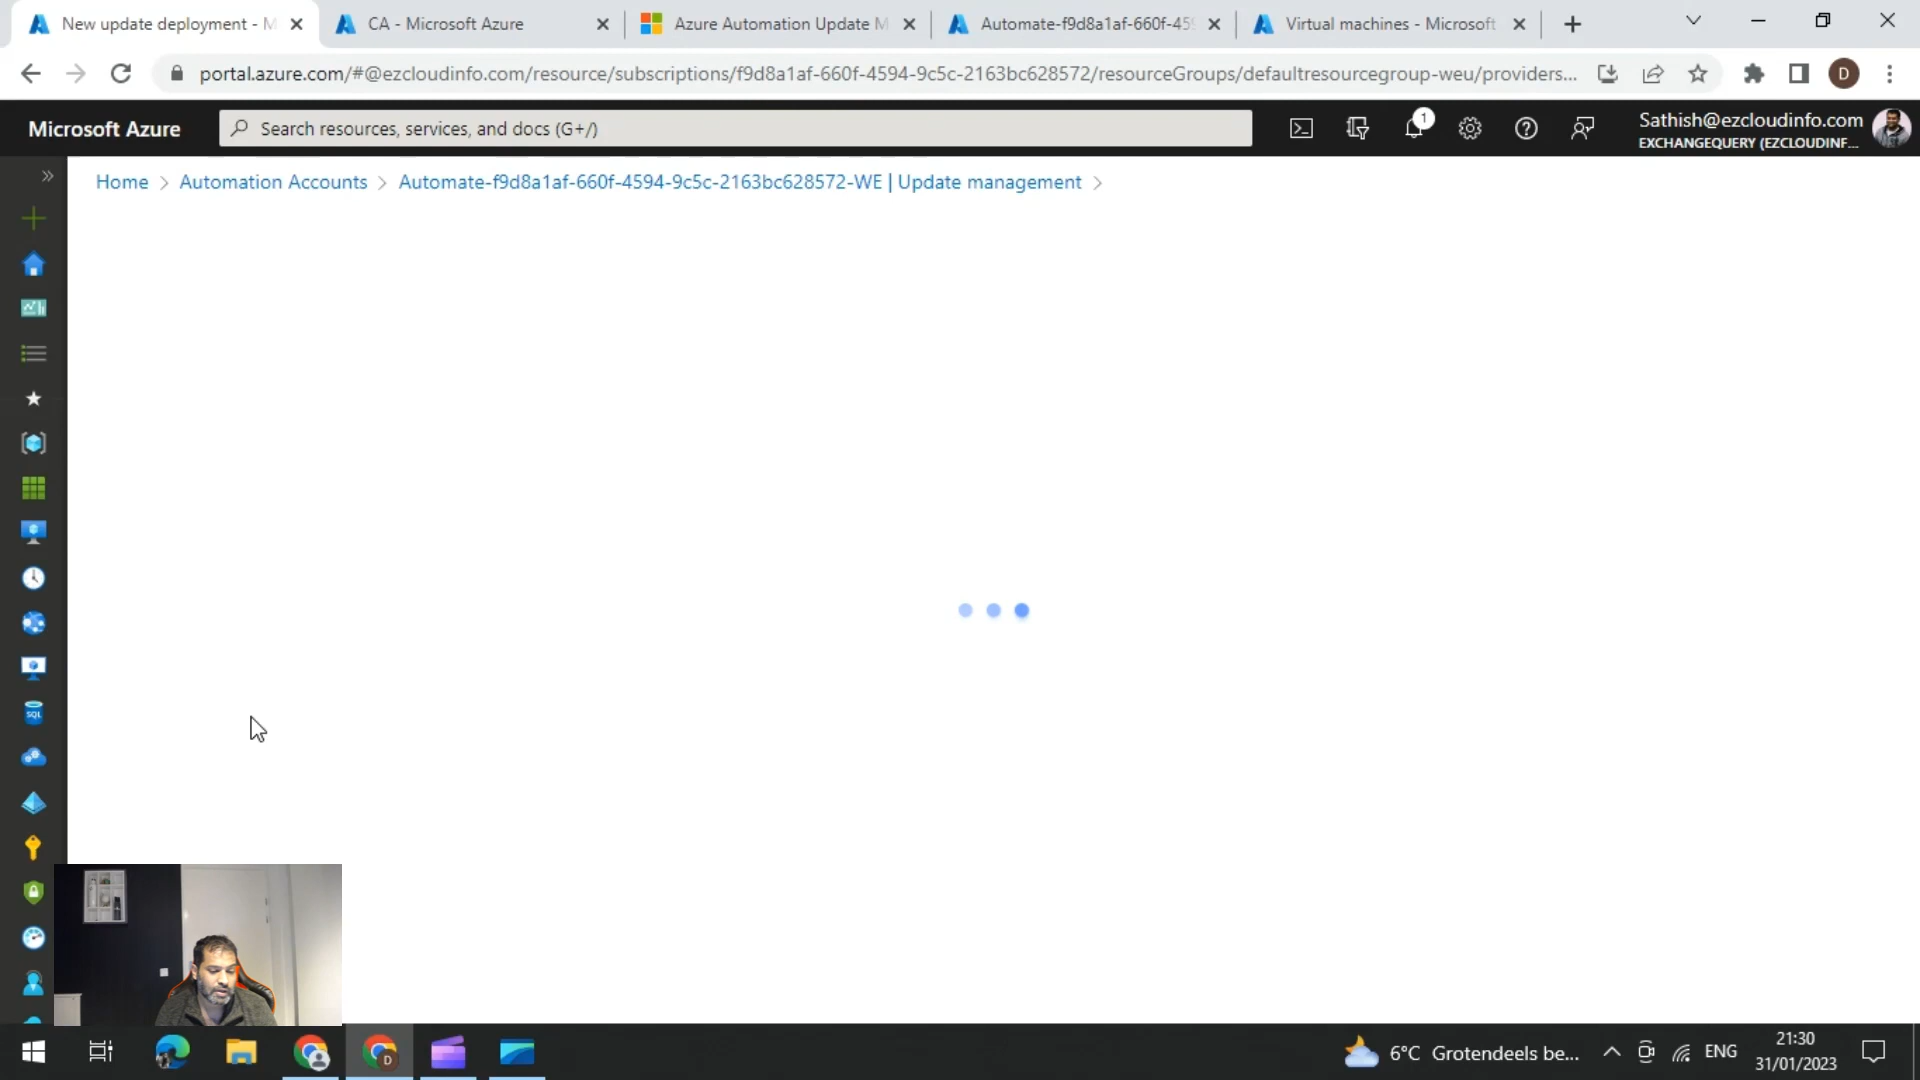 New update deployment - M
CA - Microsoft Azure
Azure Automation Update M
Automate-f9d8a1af-660f-459
Virtual machines - Microsoft
portal.azure.com/#@ezcloudinfo.com/resource/subscriptions/f9d8a1af-660f-4594-9c5c-2163bc628572/resourceGroups/defaultresourcegroup-weu/providers...
D
Microsoft Azure
Search resources, services, and docs (G+/)
1
Sathish@ezcloudinfo.com
EXCHANGEQUERY (EZCLOUDINF...
Home > Automation Accounts > Automate-f9d8a1af-660f-4594-9c5c-2163bc628572-WE | Update management >
SQL
D
6°C Grotendeels be...
ENG
21:30
31/01/2023